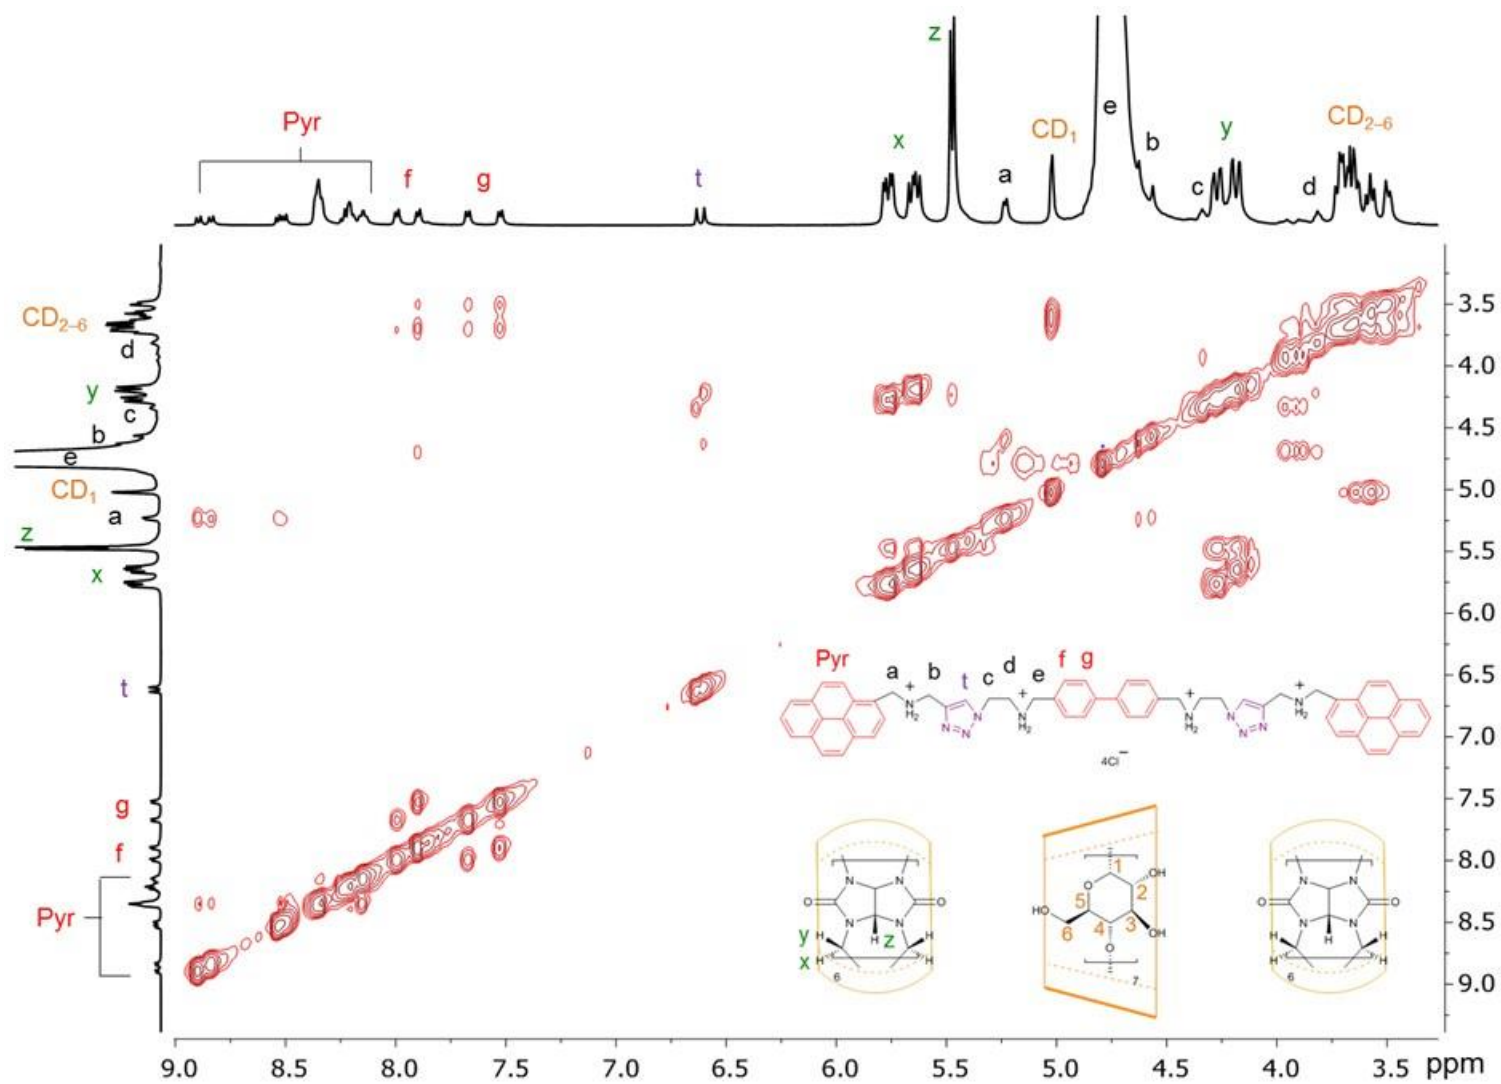 z
e
Pyr
CD1
b
x
f
g
t
a
y
c
d
CD2–6
CD2–6
d
y
c
b
e
CD1
a
z
x
t
g
f
Pyr
3.5
4.0
4.5
5.0
5.5
6.0
6.5
7.0
7.5
8.0
8.5
9.0
Pyr a b t c d e f g
+ + + +
N H2 N N N N H2 N H2 N N N N H2
4Cl−
N N O O N N H H H H H y z x 6
1 O OH 2 5 HO 3 6 4 OH O 7
N N O O N N H H H H H 6
9.0 8.5 8.0 7.5 7.0 6.5 6.0 5.5 5.0 4.5 4.0 3.5 ppm